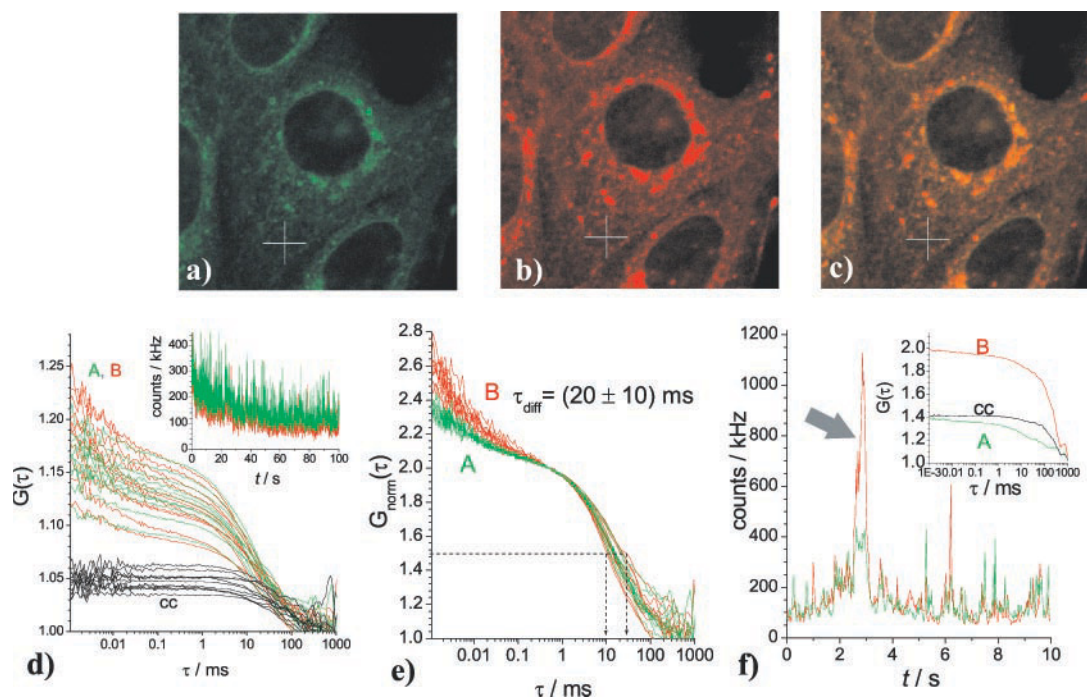 a)
b)
c)
A, B
counts / kHz
400
300
200
100
0
0 20 40 60 80 100
t / s
G(τ)
1.25
1.20
1.15
1.10
1.05
1.00
cc
0.01 0.1 1 10 100 1000
τ / ms
d)
G_norm(τ)
2.8
2.6
2.4
2.2
2.0
1.8
1.6
1.4
1.2
1.0
B
A
τ_diff = (20 ± 10) ms
0.01 0.1 1 10 100 1000
τ / ms
e)
counts / kHz
1200
1000
800
600
400
200
0
0 2 4 6 8 10
t / s
f)
G(τ)
2.0
1.8
1.6
1.4
1.2
1.0
B
cc
A
1E-30.01 0.1 1 10 100 1000
τ / ms